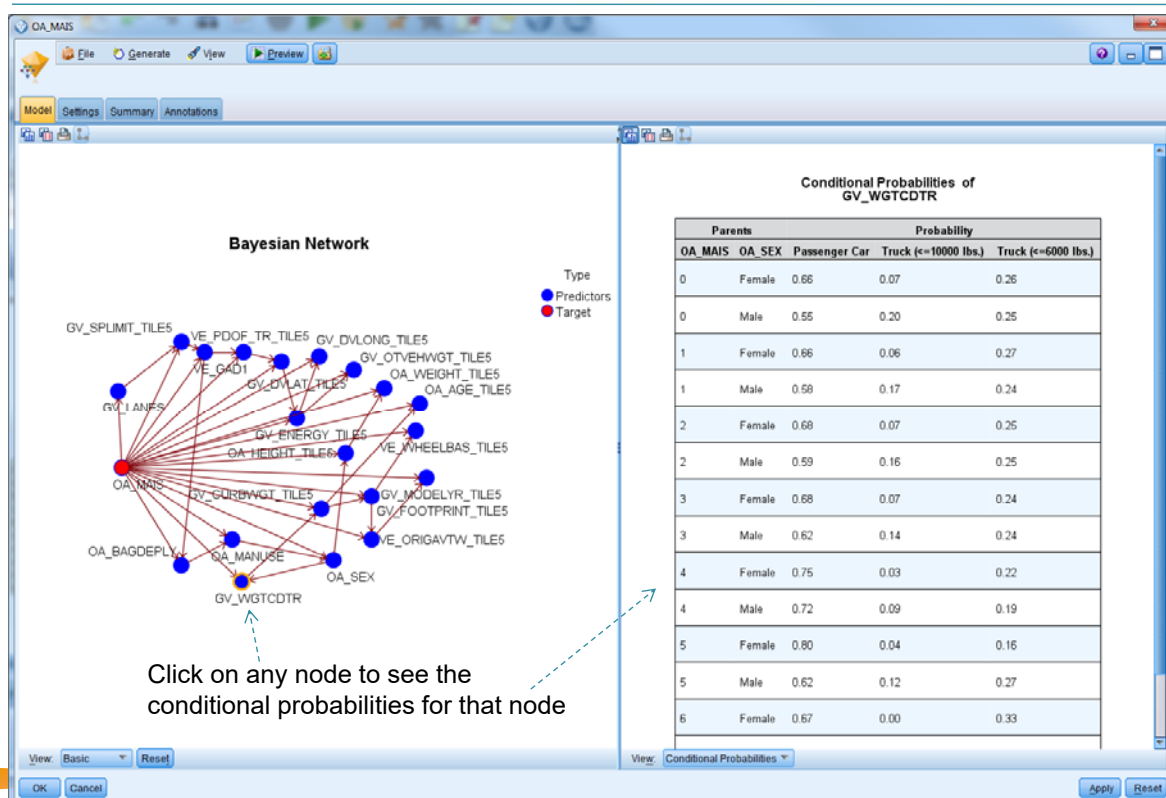 OA_MAIS
File Generate View Preview
Model Settings Summary Annotations
Bayesian Network
Type
Predictors
Target
GV_SPLIMIT_TILE5
VE_PDOF_TR_TILE5
GV_DVLONG_TILE5
VE_GAD1
GV_OTVEHWGT_TILE5
GV_DVLAT_TILE5
OA_WEIGHT_TILE5
OA_AGE_TILE5
GV_LANES
GV_ENERGY_TILE5
OA_HEIGHT_TILE5
VE_WHEELBAS_TILE5
OA_MAIS
GV_CURBWGT_TILE5
GV_MODELYR_TILE5
GV_FOOTPRINT_TILE5
OA_BAGDEPLY
OA_MANUSE
VE_ORIGAVTW_TILE5
OA_SEX
GV_WGTCDTR
Click on any node to see the
conditional probabilities for that node
View: Basic Reset
Conditional Probabilities of
GV_WGTCDTR
Parents Probability
OA_MAIS OA_SEX Passenger Car Truck (<=10000 lbs.) Truck (<=6000 lbs.)
0 Female 0.66 0.07 0.26
0 Male 0.55 0.20 0.25
1 Female 0.66 0.06 0.27
1 Male 0.58 0.17 0.24
2 Female 0.68 0.07 0.25
2 Male 0.59 0.16 0.25
3 Female 0.68 0.07 0.24
3 Male 0.62 0.14 0.24
4 Female 0.75 0.03 0.22
4 Male 0.72 0.09 0.19
5 Female 0.80 0.04 0.16
5 Male 0.62 0.12 0.27
6 Female 0.67 0.00 0.33
View: Conditional Probabilities
OK Cancel Apply Reset